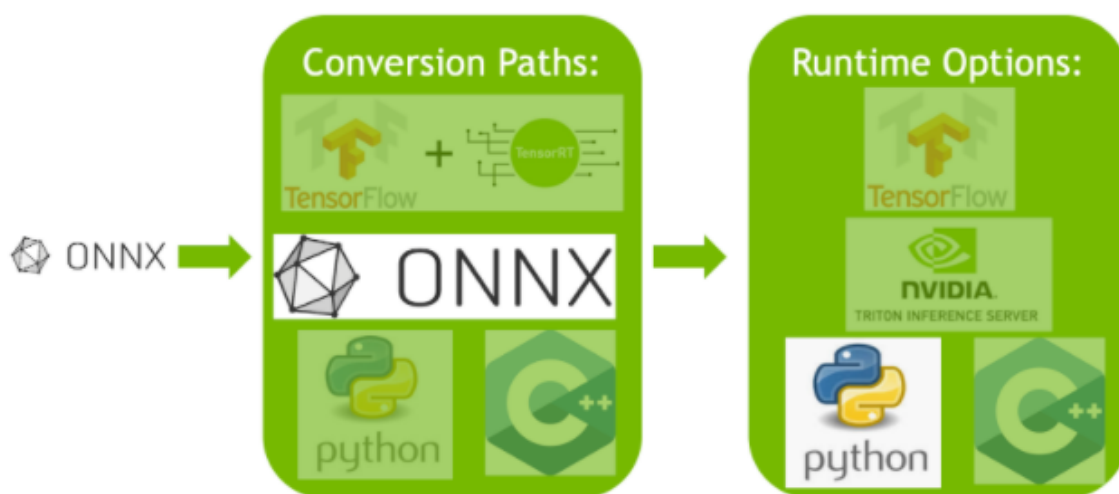 ONNX
Conversion Paths:
TensorFlow
+
TensorRT
ONNX
python
C++
Runtime Options:
TensorFlow
NVIDIA.
TRITON INFERENCE SERVER
python
C++